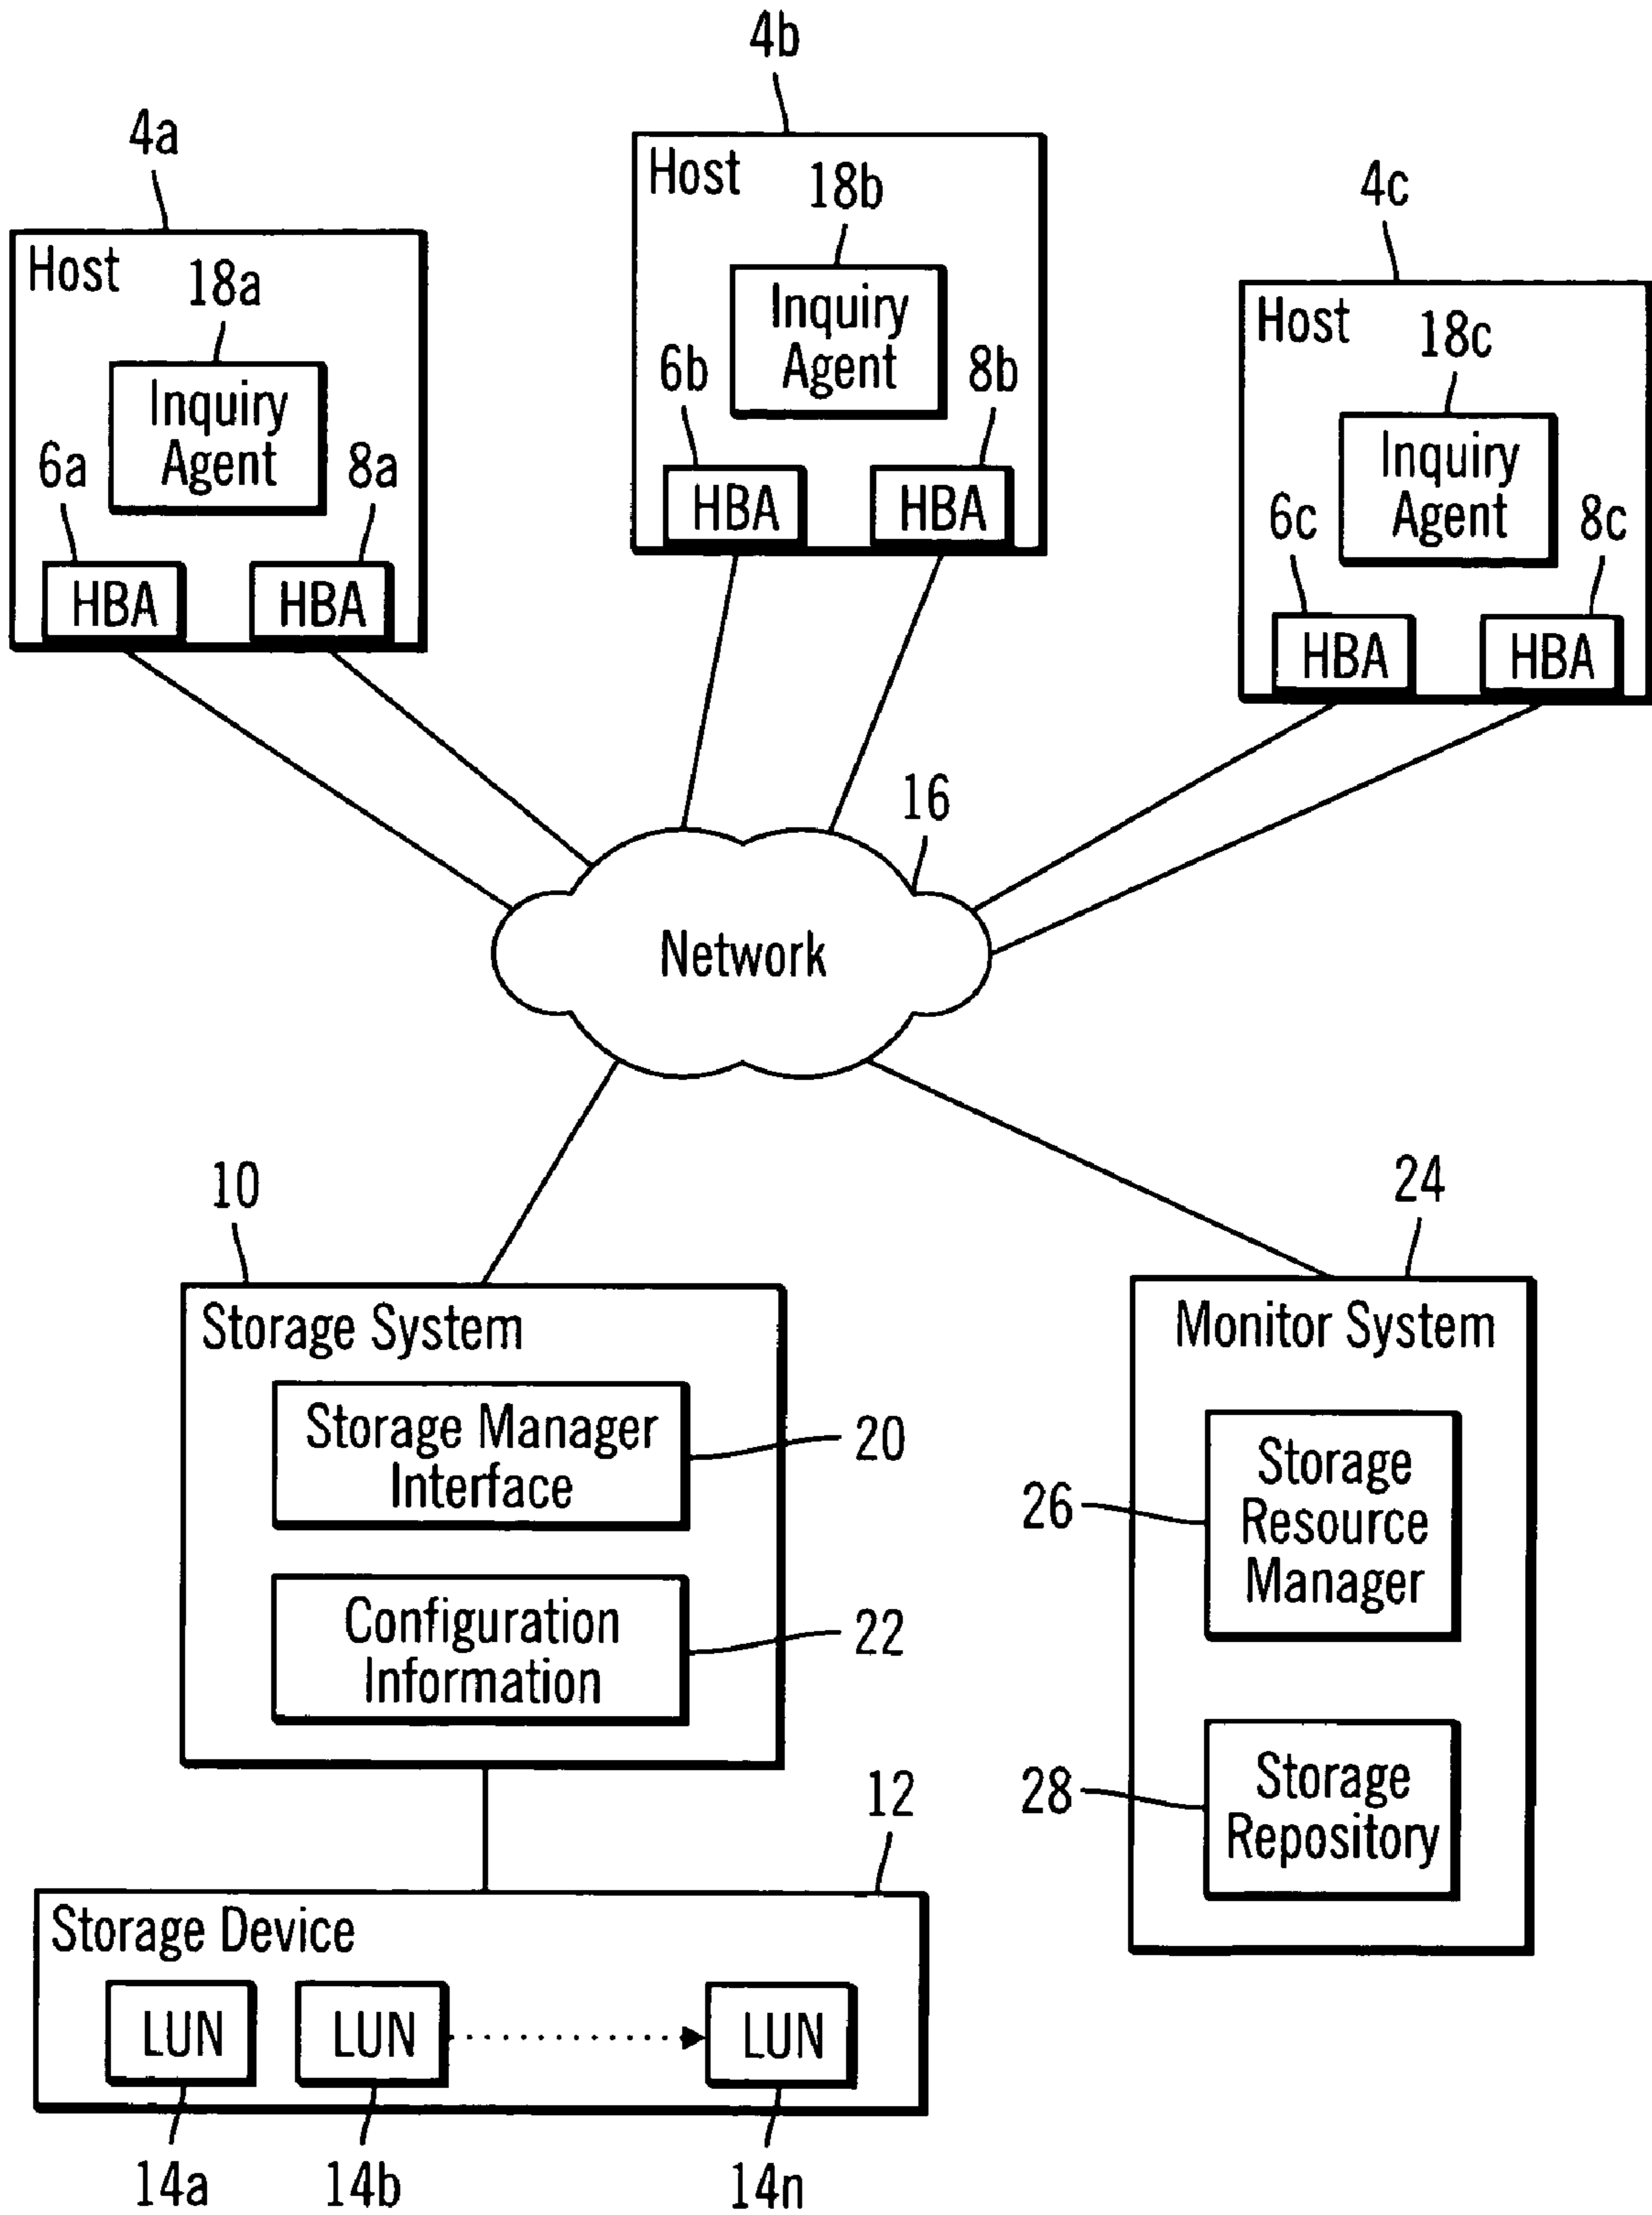 4b
4a
Host
18b
4c
Host
18a
Inquiry
Agent
6b
8b
Host
18c
Inquiry
Agent
6a
8a
HBA
HBA
Inquiry
Agent
6c
8c
HBA
HBA
HBA
HBA
16
Network
10
24
Storage System
Monitor System
Storage Manager
Interface
20
Storage
Resource
Manager
26
Configuration
Information
22
12
Storage
Repository
28
Storage Device
LUN
LUN
LUN
14a
14b
14n